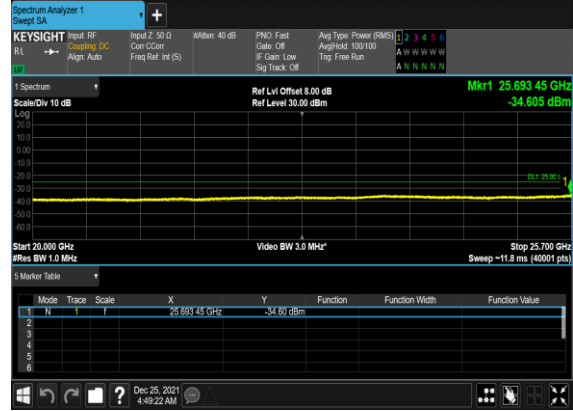 Spectrum Analyzer 1
Swept SA
+
KEYSIGHT
RL
Input: RF
Coupling: DC
Align: Auto
Input Z: 50 Ω
Corr CCorr
Freq Ref: Int (S)
#Atten: 40 dB
PNO: Fast
Gate: Off
IF Gain: Low
Sig Track: Off
Avg Type: Power (RMS)
Avg|Hold: 100/100
Trig: Free Run
1 2 3 4 5 6
A W W W W W
A N N N N N
1 Spectrum
Scale/Div 10 dB
Ref Lvl Offset 8.00 dB
Ref Level 30.00 dBm
Mkr1 25.693 45 GHz
-34.605 dBm
Log
20.0
10.0
0.00
-10.0
-20.0
-30.0
-40.0
-50.0
-60.0
1
Start 20.000 GHz
#Res BW 1.0 MHz
Video BW 3.0 MHz*
Stop 25.700 GHz
Sweep ~11.8 ms (40001 pts)
5 Marker Table
Mode Trace Scale X Y Function Function Width Function Value
1 N 1 f 25.693 45 GHz -34.60 dBm
2
3
4
5
6
?
Dec 25, 2021
4:49:22 AM